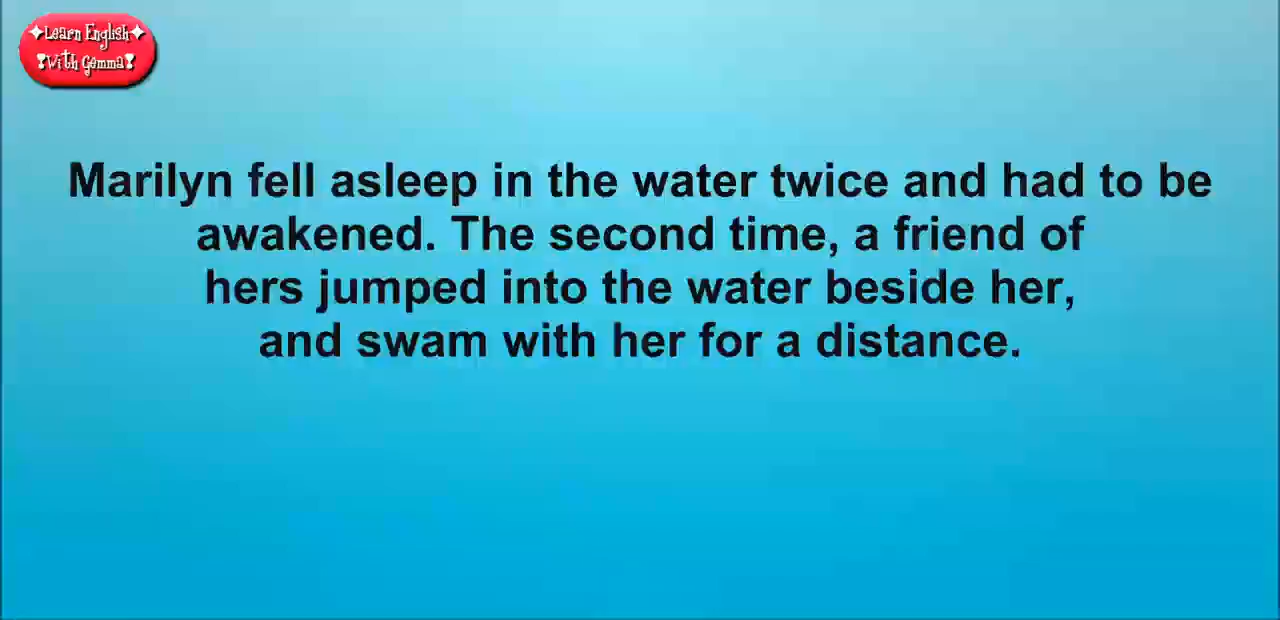 ✦Learn English✦
❣With Gemma❣
Marilyn fell asleep in the water twice and had to be
awakened. The second time, a friend of
hers jumped into the water beside her,
and swam with her for a distance.